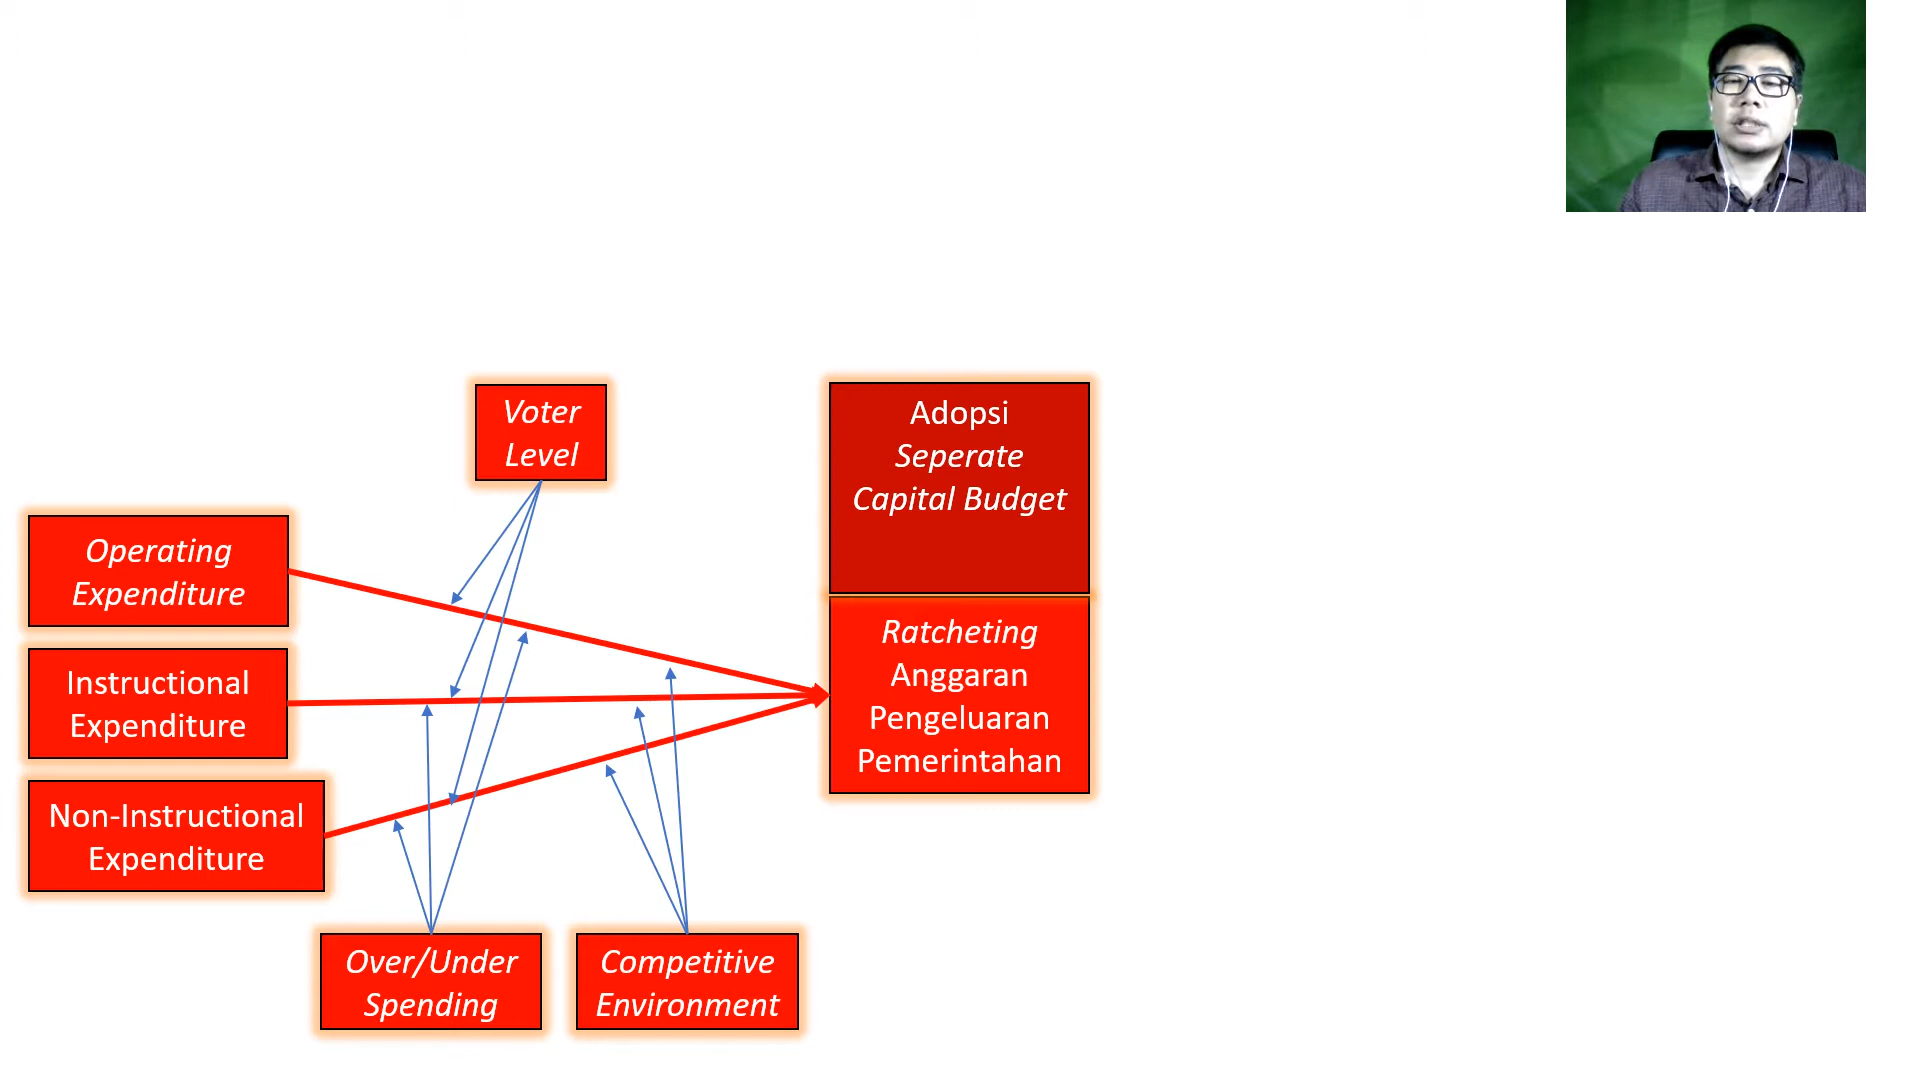 Voter
Level
Adopsi
Seperate
Capital Budget
Operating
Expenditure
Ratcheting
Anggaran
Pengeluaran
Pemerintahan
Instructional
Expenditure
Non-Instructional
Expenditure
Over/Under
Spending
Competitive
Environment